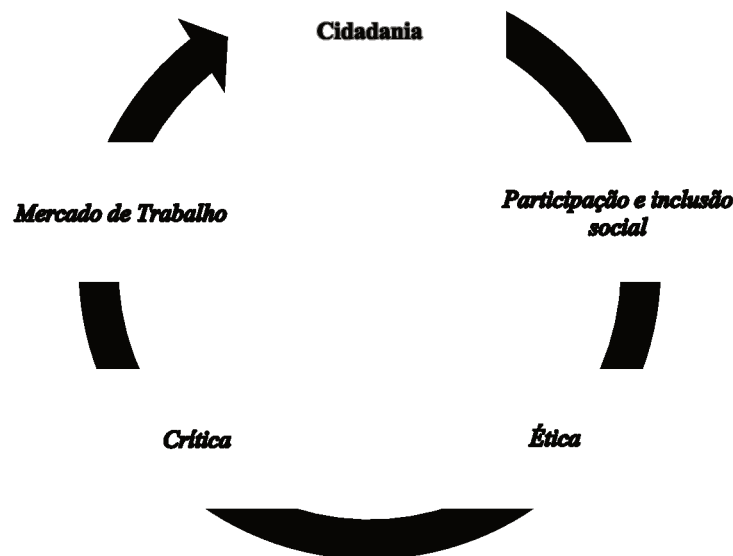 Cidadania
Participação e inclusão
social
Mercado de Trabalho
Ética
Crítica